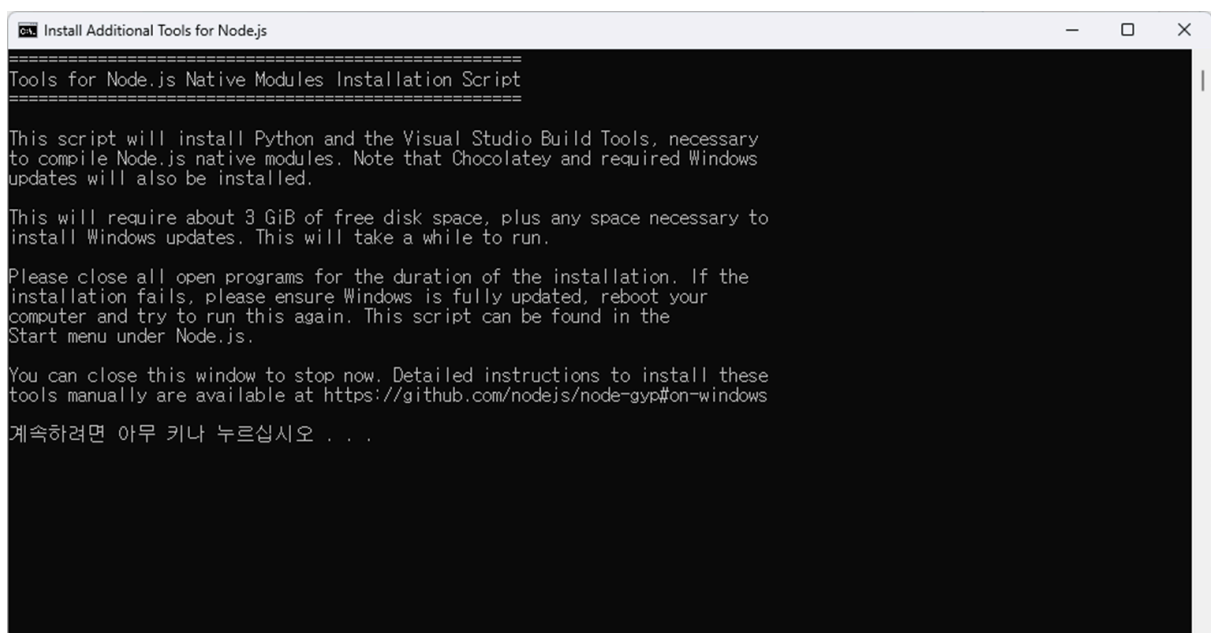 Install Additional Tools for Node.js
====================================================
Tools for Node.js Native Modules Installation Script
====================================================
This script will install Python and the Visual Studio Build Tools, necessary
to compile Node.js native modules. Note that Chocolatey and required Windows
updates will also be installed.
This will require about 3 GiB of free disk space, plus any space necessary to
install Windows updates. This will take a while to run.
Please close all open programs for the duration of the installation. If the
installation fails, please ensure Windows is fully updated, reboot your
computer and try to run this again. This script can be found in the
Start menu under Node.js.
You can close this window to stop now. Detailed instructions to install these
tools manually are available at https://github.com/nodejs/node-gyp#on-windows
계속하려면 아무 키나 누르십시오 . . .